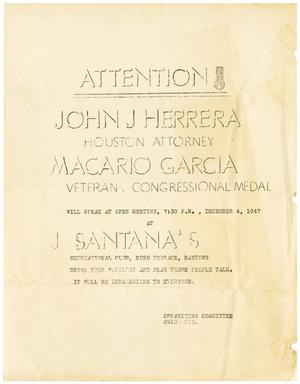 ATTENTION!
JOHN J HERRERA
HOUSTON ATTORNEY
MACARIO GARCIA
VETERAN. CONGRESSIONAL MEDAL
WILL SPEAK AT OPEN MEETING, 7:30 P.M., DECEMBER 4, 1947
AT
J SANTANA'S
RECREATIONAL CLUB, TERRACE, BAYTOWN
BRING YOUR FAMILIES AND HEAR THESE PEOPLE TALK.
IT WILL BE INTERESTING TO EVERYONE.
ORGANIZING COMMITTEE
CIO.